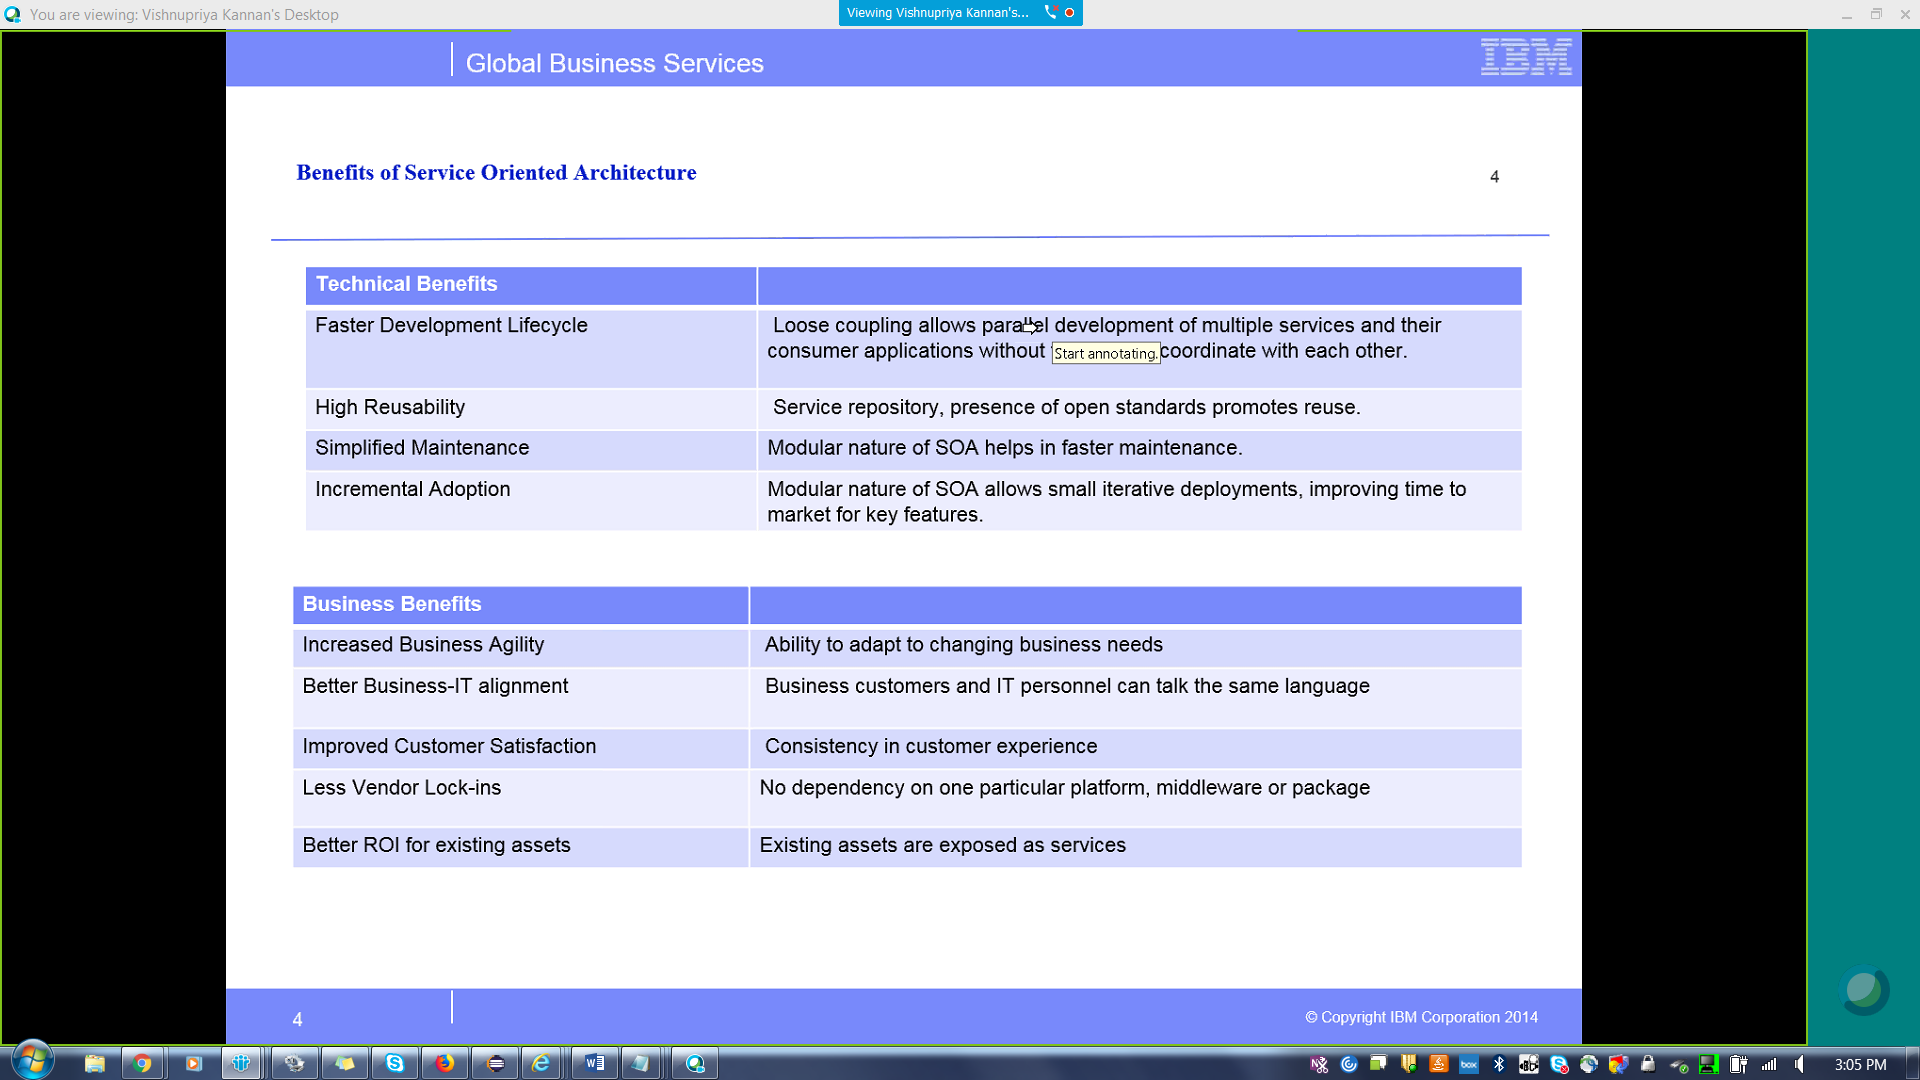 You are viewing: Vishnupriya Kannan's Desktop
Viewing Vishnupriya Kannan's...
Global Business Services
IBM
Benefits of Service Oriented Architecture
4
Technical Benefits
Faster Development Lifecycle
Loose coupling allows parallel development of multiple services and their
consumer applications without
Start annotating.
coordinate with each other.
High Reusability
Service repository, presence of open standards promotes reuse.
Simplified Maintenance
Modular nature of SOA helps in faster maintenance.
Incremental Adoption
Modular nature of SOA allows small iterative deployments, improving time to
market for key features.
Business Benefits
Increased Business Agility
Ability to adapt to changing business needs
Better Business-IT alignment
Business customers and IT personnel can talk the same language
Improved Customer Satisfaction
Consistency in customer experience
Less Vendor Lock-ins
No dependency on one particular platform, middleware or package
Better ROI for existing assets
Existing assets are exposed as services
4
© Copyright IBM Corporation 2014
box
3:05 PM